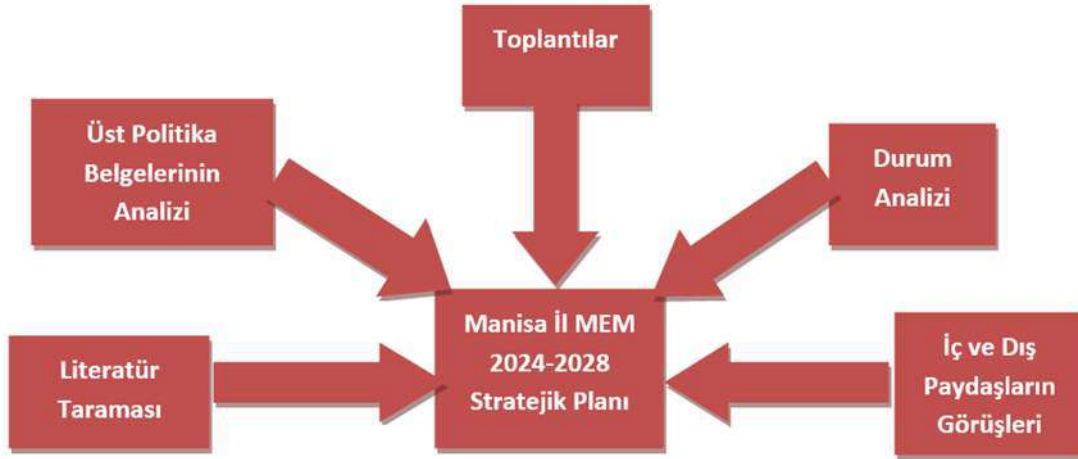 Toplantılar
Üst Politika
Belgelerinin
Analizi
Durum
Analizi
Literatür
Taraması
Manisa İl MEM
2024-2028
Stratejik Planı
İç ve Dış
Paydaşların
Görüşleri